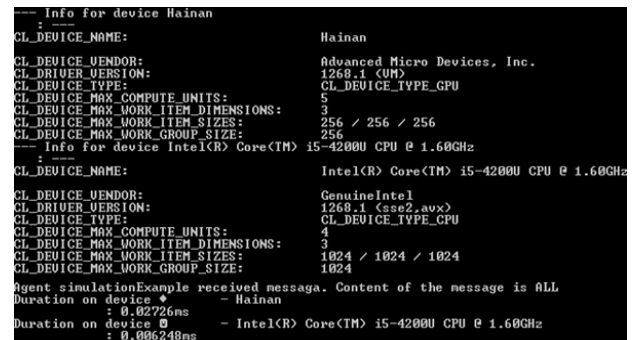 --- Info for device Hainan
: ---
CL_DEVICE_NAME: Hainan
CL_DEVICE_VENDOR: Advanced Micro Devices, Inc.
CL_DRIVER_VERSION: 1268.1 (VM)
CL_DEVICE_TYPE: CL_DEVICE_TYPE_GPU
CL_DEVICE_MAX_COMPUTE_UNITS: 5
CL_DEVICE_MAX_WORK_ITEM_DIMENSIONS: 3
CL_DEVICE_MAX_WORK_ITEM_SIZES: 256 / 256 / 256
CL_DEVICE_MAX_WORK_GROUP_SIZE: 256
--- Info for device Intel(R) Core(TM) i5-4200U CPU @ 1.60GHz
: ---
CL_DEVICE_NAME: Intel(R) Core(TM) i5-4200U CPU @ 1.60GHz
CL_DEVICE_VENDOR: GenuineIntel
CL_DRIVER_VERSION: 1268.1 (sse2,avx)
CL_DEVICE_TYPE: CL_DEVICE_TYPE_CPU
CL_DEVICE_MAX_COMPUTE_UNITS: 4
CL_DEVICE_MAX_WORK_ITEM_DIMENSIONS: 3
CL_DEVICE_MAX_WORK_ITEM_SIZES: 1024 / 1024 / 1024
CL_DEVICE_MAX_WORK_GROUP_SIZE: 1024
Agent simulationExample received messaga. Content of the message is ALL
Duration on device ♦ - Hainan
: 0.02726ms
Duration on device - Intel(R) Core(TM) i5-4200U CPU @ 1.60GHz
: 0.006248ms